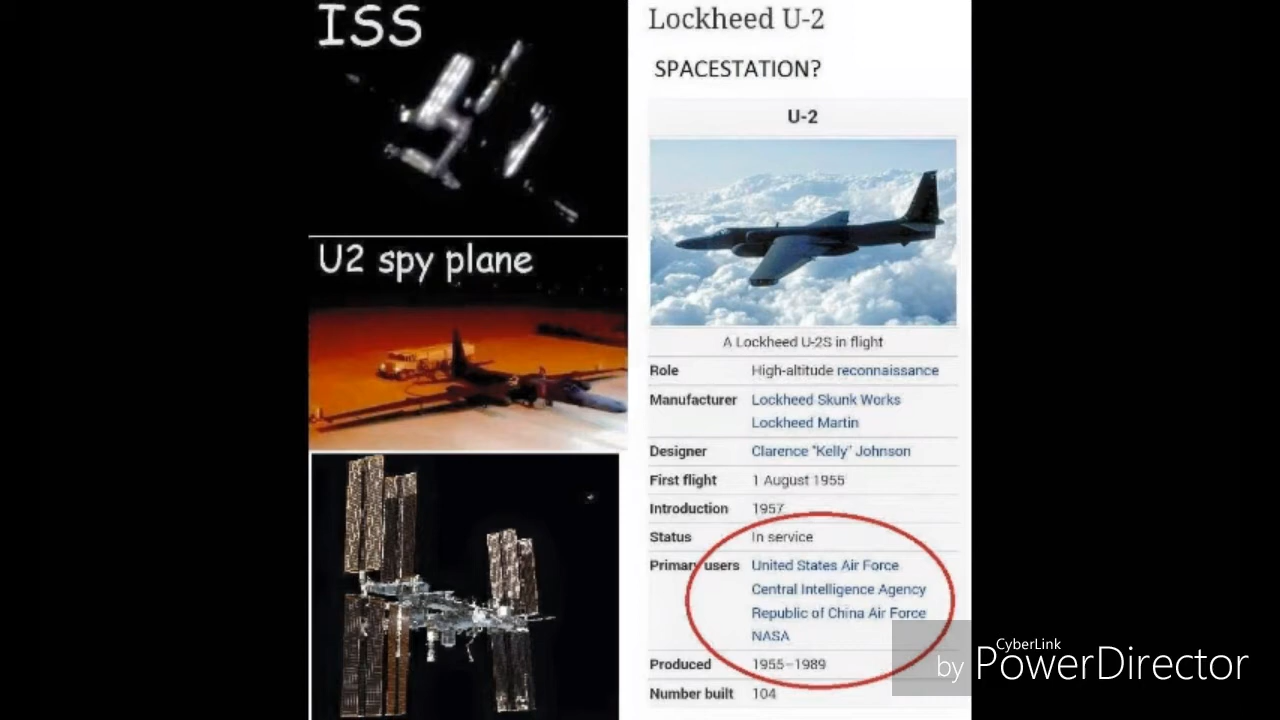 ISS
U2 spy plane
Lockheed U-2
SPACESTATION?
U-2
A Lockheed U-2S in flight
Role High-altitude reconnaissance
Manufacturer Lockheed Skunk Works
Lockheed Martin
Designer Clarence "Kelly" Johnson
First flight 1 August 1955
Introduction 1957
Status In service
Primary users United States Air Force
Central Intelligence Agency
Republic of China Air Force
NASA
Produced 1955–1989
Number built 104
CyberLink
by PowerDirector